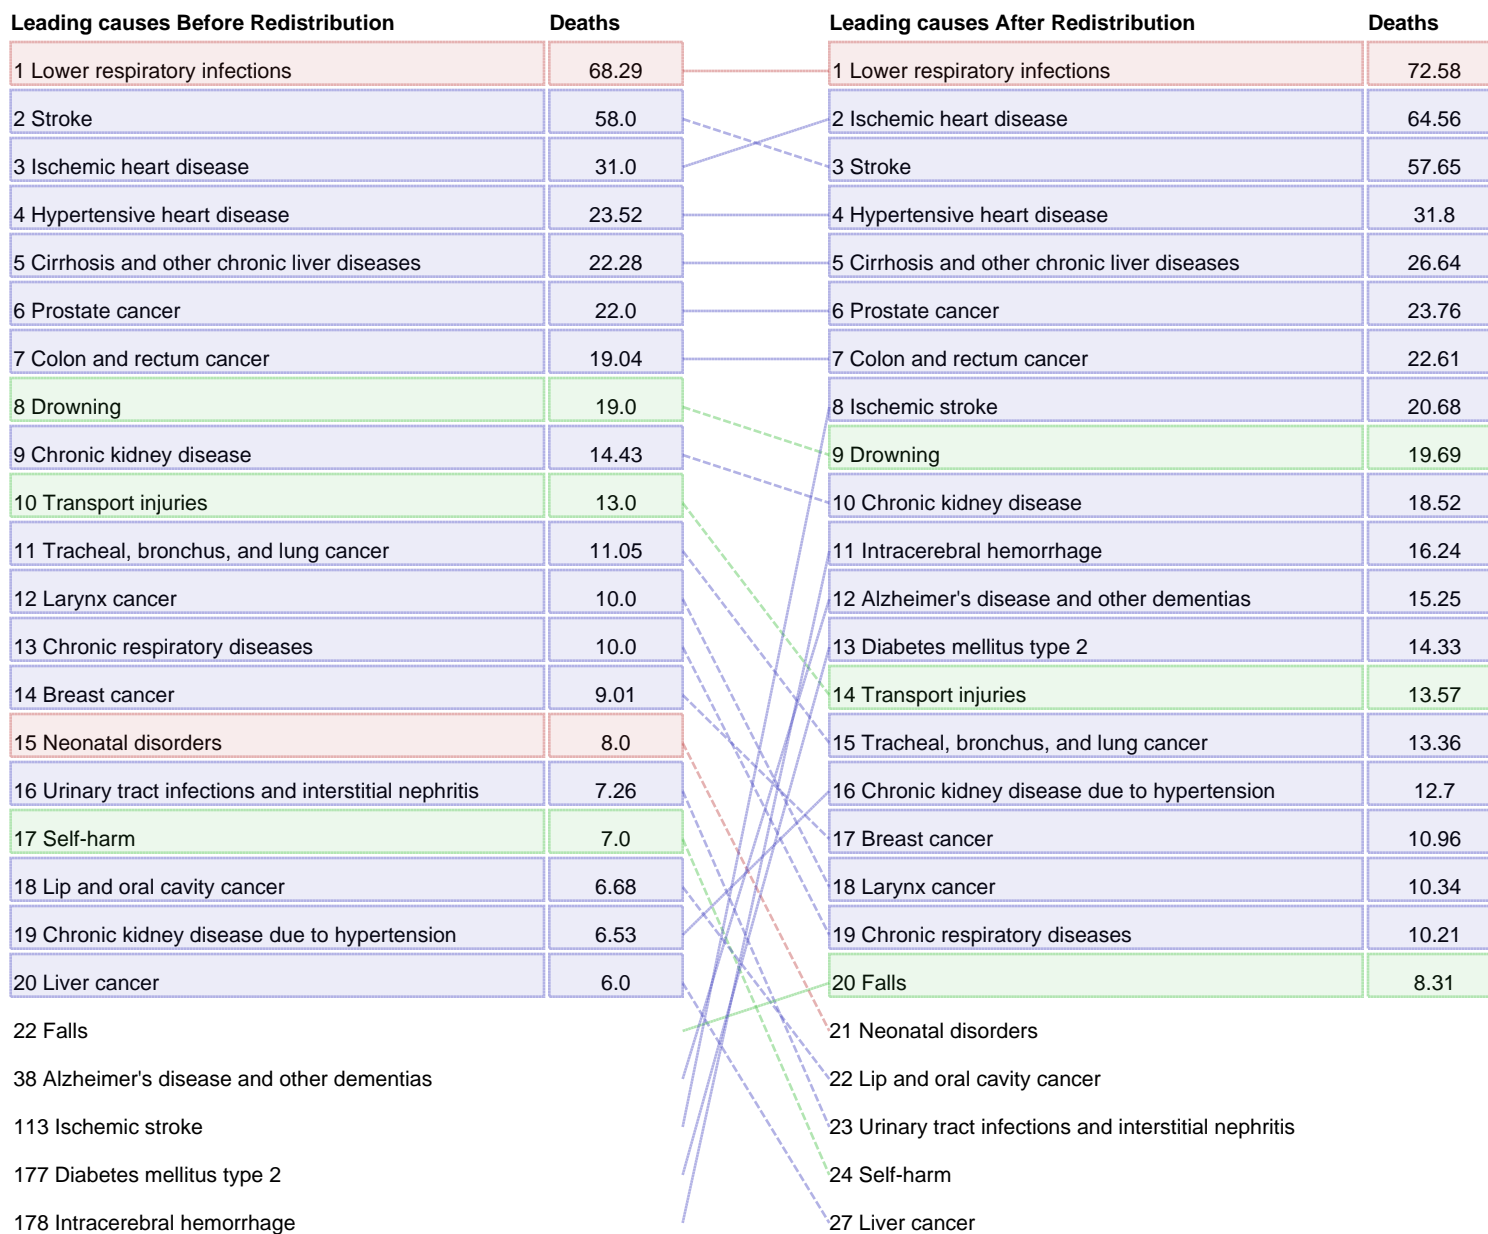 Leading causes Before Redistribution Deaths Leading causes After Redistribution Deaths
1 Lower respiratory infections 68.29 1 Lower respiratory infections 72.58
2 Stroke 58.0 2 Ischemic heart disease 64.56
3 Ischemic heart disease 31.0 3 Stroke 57.65
4 Hypertensive heart disease 23.52 4 Hypertensive heart disease 31.8
5 Cirrhosis and other chronic liver diseases 22.28 5 Cirrhosis and other chronic liver diseases 26.64
6 Prostate cancer 22.0 6 Prostate cancer 23.76
7 Colon and rectum cancer 19.04 7 Colon and rectum cancer 22.61
8 Drowning 19.0 8 Ischemic stroke 20.68
9 Chronic kidney disease 14.43 9 Drowning 19.69
10 Transport injuries 13.0 10 Chronic kidney disease 18.52
11 Tracheal, bronchus, and lung cancer 11.05 11 Intracerebral hemorrhage 16.24
12 Larynx cancer 10.0 12 Alzheimer's disease and other dementias 15.25
13 Chronic respiratory diseases 10.0 13 Diabetes mellitus type 2 14.33
14 Breast cancer 9.01 14 Transport injuries 13.57
15 Neonatal disorders 8.0 15 Tracheal, bronchus, and lung cancer 13.36
16 Urinary tract infections and interstitial nephritis 7.26 16 Chronic kidney disease due to hypertension 12.7
17 Self-harm 7.0 17 Breast cancer 10.96
18 Lip and oral cavity cancer 6.68 18 Larynx cancer 10.34
19 Chronic kidney disease due to hypertension 6.53 19 Chronic respiratory diseases 10.21
20 Liver cancer 6.0 20 Falls 8.31
22 Falls 21 Neonatal disorders
38 Alzheimer's disease and other dementias 22 Lip and oral cavity cancer
113 Ischemic stroke 23 Urinary tract infections and interstitial nephritis
177 Diabetes mellitus type 2 24 Self-harm
178 Intracerebral hemorrhage 27 Liver cancer